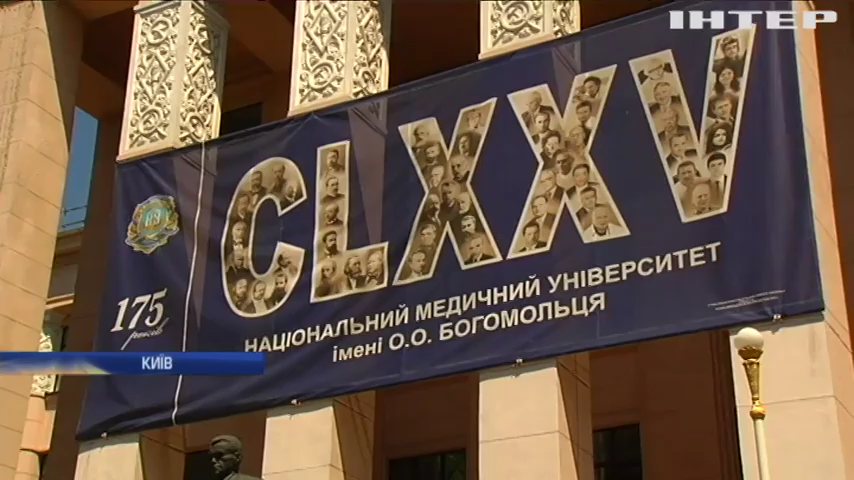 ІНТЕР
CLXXV
175
років
НАЦІОНАЛЬНИЙ МЕДИЧНИЙ УНІВЕРСИТЕТ
імені О.О. БОГОМОЛЬЦЯ
КИЇВ